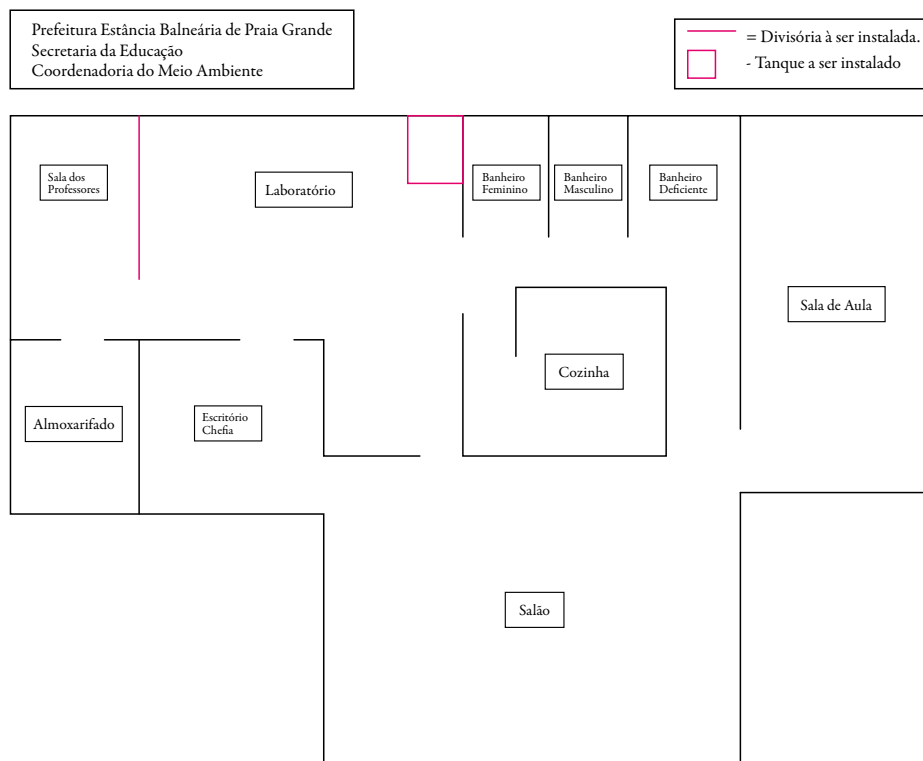 Prefeitura Estância Balneária de Praia Grande
Secretaria da Educação
Coordenadoria do Meio Ambiente
= Divisória à ser instalada.
- Tanque a ser instalado
Sala dos
Professores
Laboratório
Banheiro
Feminino
Banheiro
Masculino
Banheiro
Deficiente
Sala de Aula
Cozinha
Almoxarifado
Escritório
Chefia
Salão